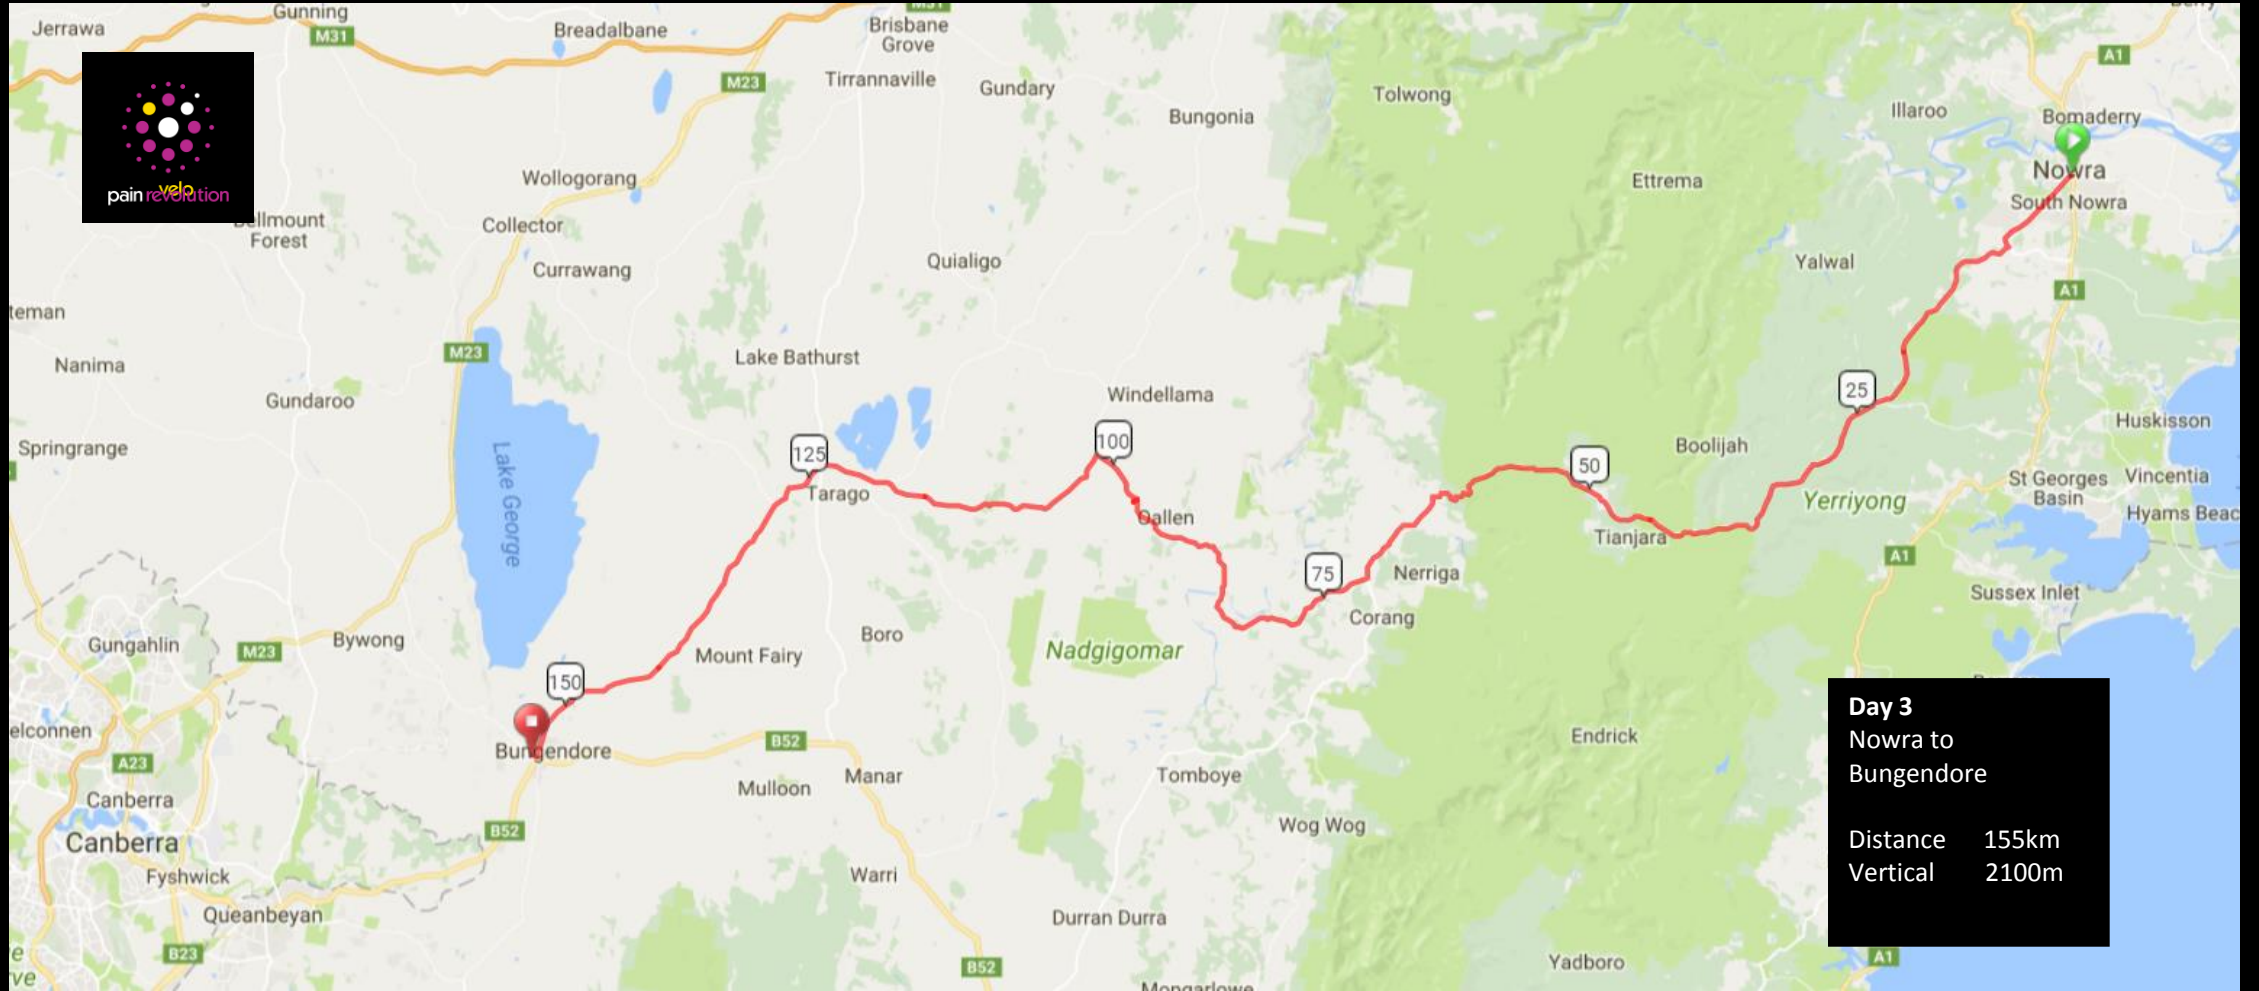 Gunning
Jerrawa
M31
Breadalbane
M31
Brisbane
Grove
M23
Tirrannaville
Gundary
Bungonia
Tolwong
A1
Illaroo
Bomaderry
Nowra
South Nowra
pain revolution
velo
Forest
Wollogorang
Collector
Currawang
Quialigo
Ettrema
Yalwal
A1
Nanima
M23
Lake Bathurst
Gundaroo
Windellama
25
Huskisson
Springrange
Lake George
125
100
50
Boolijah
Tarago
Oallen
Tianjara
Yerriyong
St Georges
Basin
Vincentia
Hyams Beac
A1
75
Nerriga
Corang
Sussex Inlet
Gungahlin
M23
Bywong
Boro
Mount Fairy
Nadgigomar
150
Bungendore
B52
Endrick
A23
Canberra
Canberra
Mulloon
Manar
Tomboye
Wog Wog
B52
Fyshwick
Warri
Queanbeyan
Durran Durra
B23
B52
Yadboro
A1
Mongarlowe
Day 3
Nowra to
Bungendore
Distance 155km
Vertical 2100m